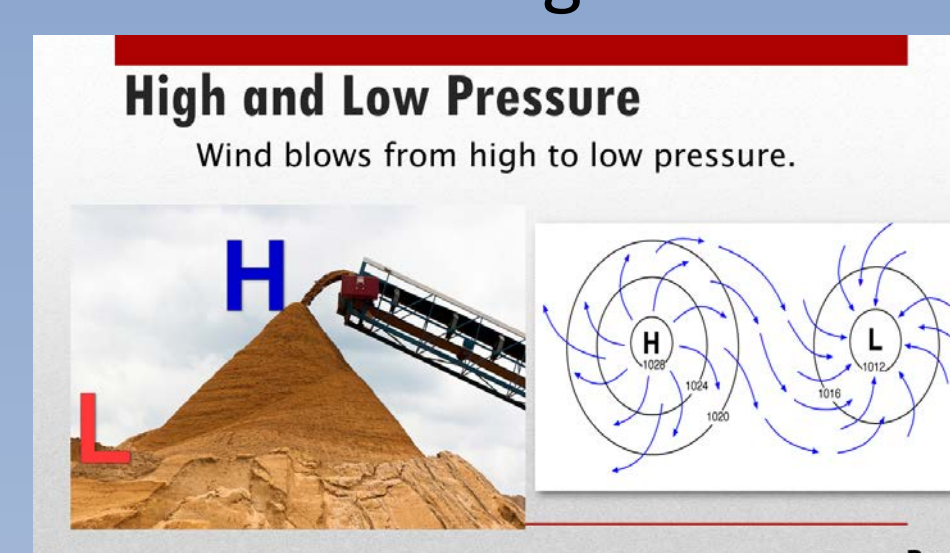 High and Low Pressure
Wind blows from high to low pressure.
H
L
H
1028
1024
1020
L
1012
1016